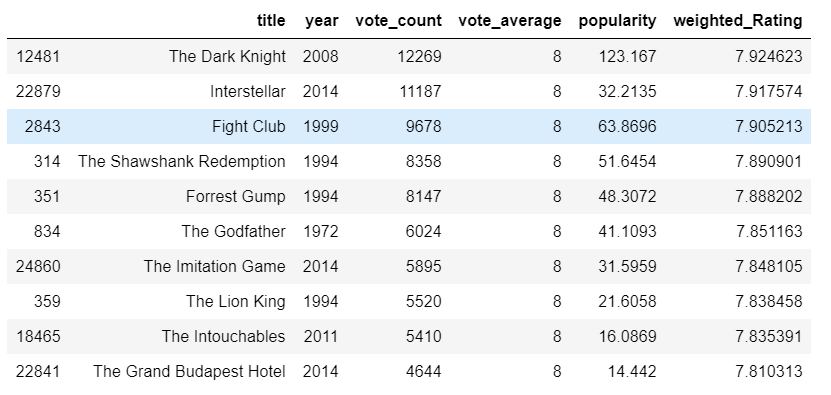 title year vote_count vote_average popularity weighted_Rating
12481 The Dark Knight 2008 12269 8 123.167 7.924623
22879 Interstellar 2014 11187 8 32.2135 7.917574
2843 Fight Club 1999 9678 8 63.8696 7.905213
314 The Shawshank Redemption 1994 8358 8 51.6454 7.890901
351 Forrest Gump 1994 8147 8 48.3072 7.888202
834 The Godfather 1972 6024 8 41.1093 7.851163
24860 The Imitation Game 2014 5895 8 31.5959 7.848105
359 The Lion King 1994 5520 8 21.6058 7.838458
18465 The Intouchables 2011 5410 8 16.0869 7.835391
22841 The Grand Budapest Hotel 2014 4644 8 14.442 7.810313